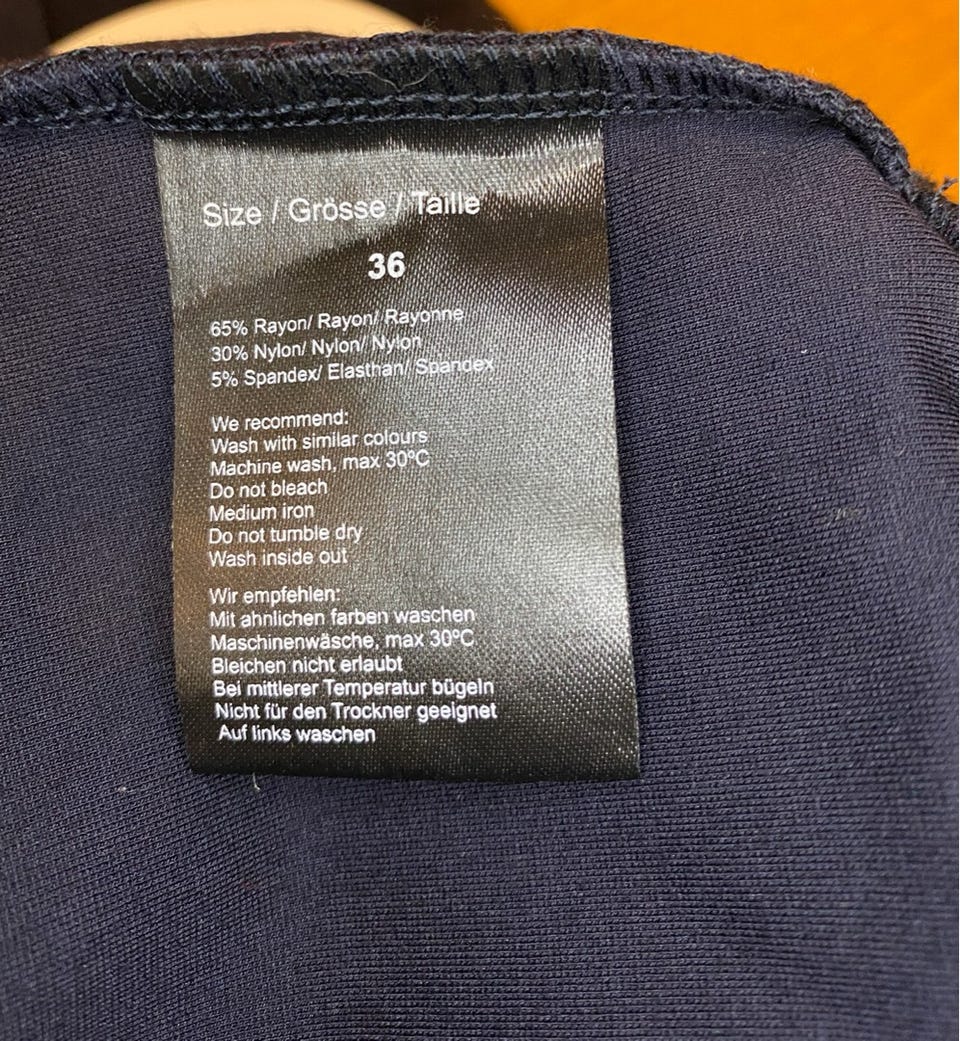 Size / Grösse / Taille
36
65% Rayon/ Rayon/ Rayonne
30% Nylon/ Nylon/ Nylon
5% Spandex/ Elasthan/ Spandex
We recommend:
Wash with similar colours
Machine wash, max 30ºC
Do not bleach
Medium iron
Do not tumble dry
Wash inside out
Wir empfehlen:
Mit ahnlichen farben waschen
Maschinenwäsche, max 30ºC
Bleichen nicht erlaubt
Bei mittlerer Temperatur bügeln
Nicht für den Trockner geeignet
Auf links waschen